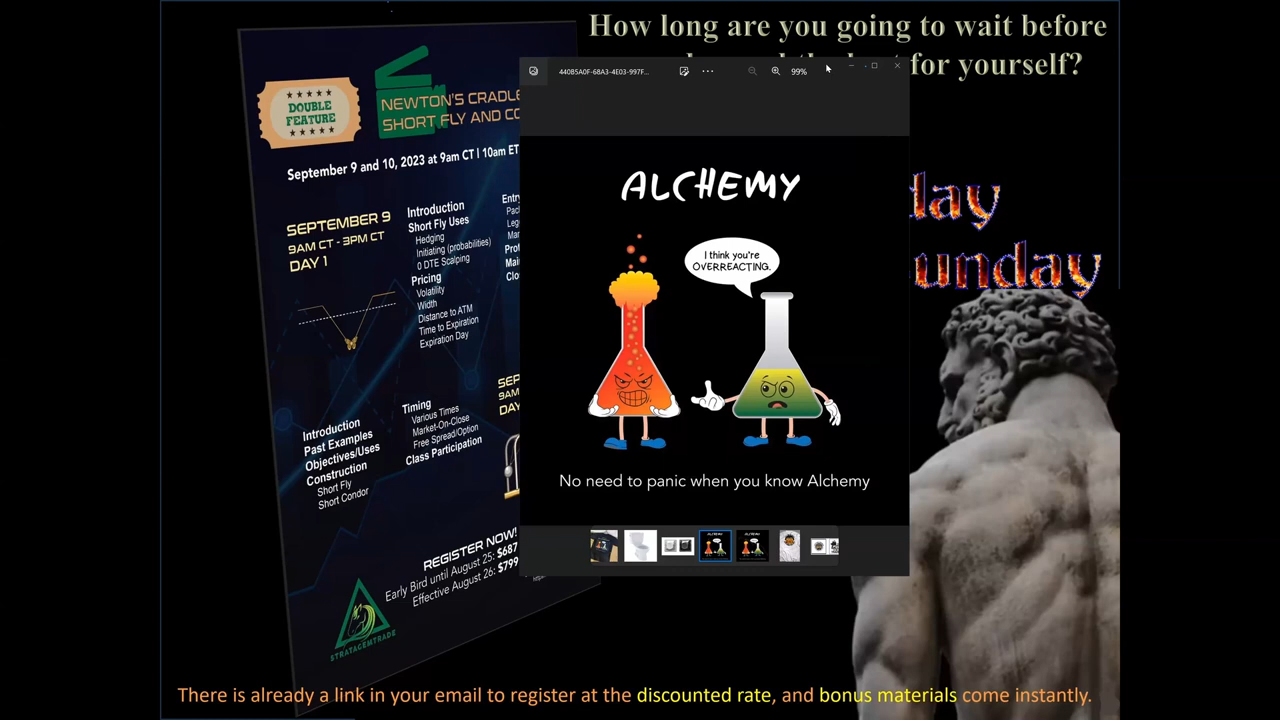 How long are you going to wait before
for yourself?
DOUBLE
FEATURE
NEWTON'S CRADLE
SHORT FLY AND
September 9 and 10, 2023 at 9am CT | 10am ET
SEPTEMBER 9
9AM CT - 3PM CT
DAY 1
Introduction
Short Fly Uses
Hedging
Initiating (probabilities)
0 DTE Scalping
Pricing
Volatility
Width
Distance to ATM
Time to Expiration
Expiration Day
Introduction
Past Examples
Objectives/Uses
Construction
Short Fly
Short Condor
Timing
Various Times
Market-On-Close
Free Spread/Option
Class Participation
REGISTER NOW!
Early Bird until August 25: $687
Effective August 26: $799
STRATAGEMTRADE
440B5A0F-68A3-4E03-997F...
99%
ALCHEMY
I think you're
OVERREACTING.
No need to panic when you know Alchemy
day
unday
There is already a link in your email to register at the discounted rate, and bonus materials come instantly.